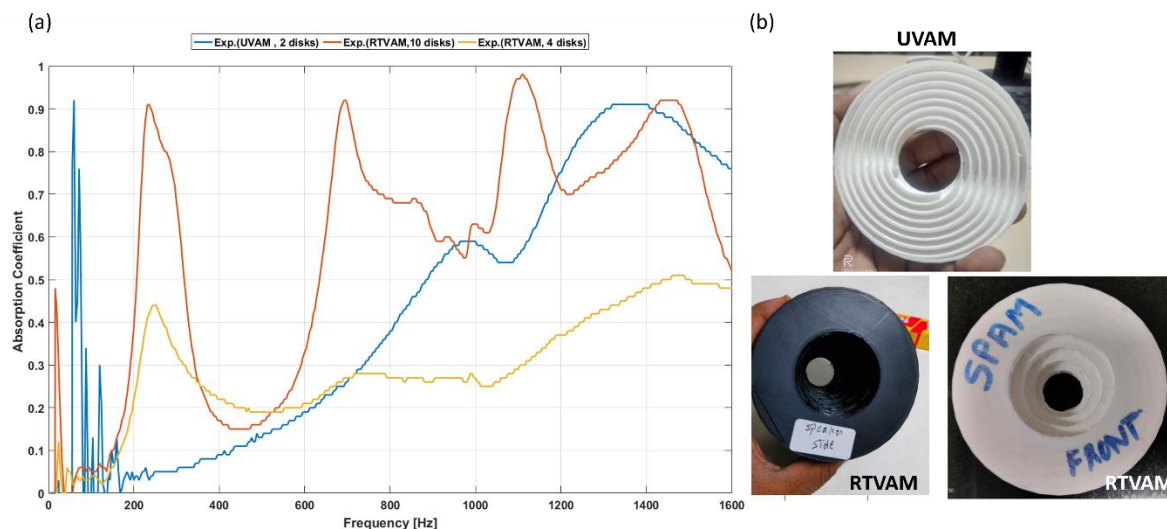 (a)
(b)
Exp.(UVAM , 2 disks) Exp.(RTVAM,10 disks) Exp.(RTVAM, 4 disks)
UVAM
1
0.9
0.8
0.7
0.6
0.5
0.4
0.3
0.2
0.1
0
Absorption Coefficient
0 200 400 600 800 1000 1200 1400 1600
Frequency [Hz]
R
speaker
side
RTVAM
SPAM
FRONT
RTVAM